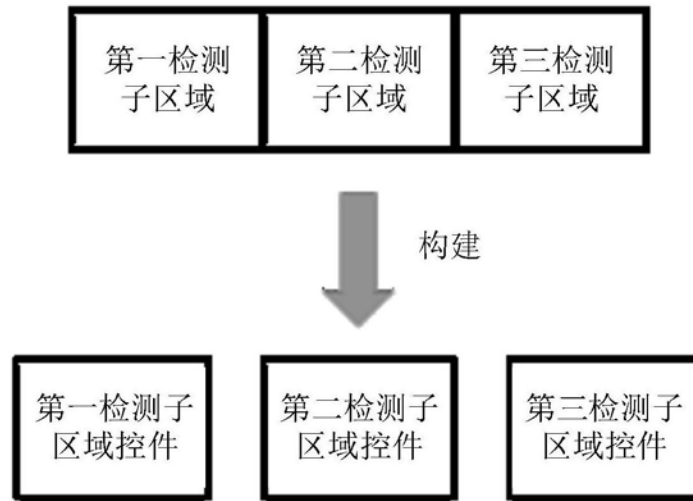 第一检测
子区域
第二检测
子区域
第三检测
子区域
构建
第一检测子
区域控件
第二检测子
区域控件
第三检测子
区域控件